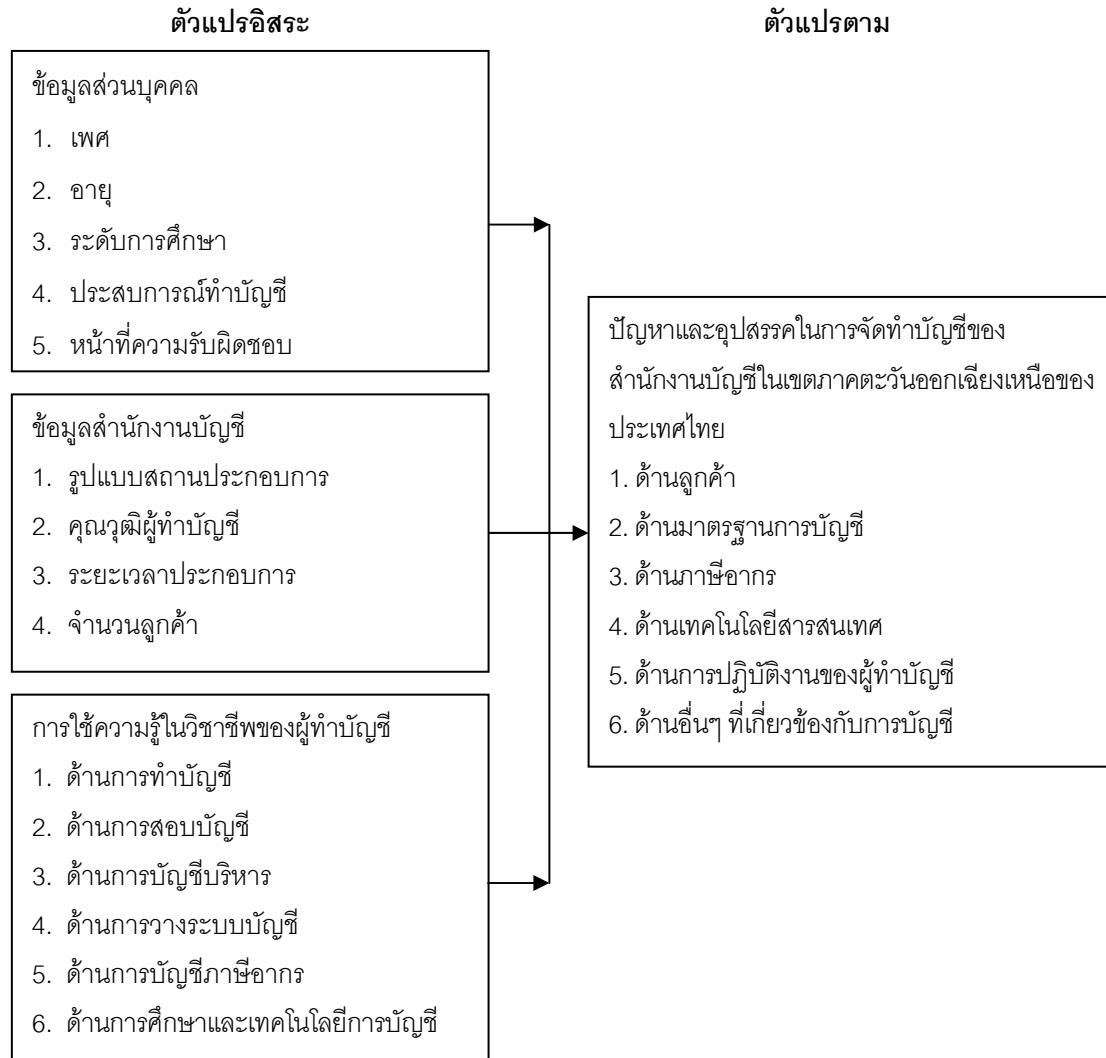 ตัวแปรอิสระ
ตัวแปรตาม
ข้อมูลส่วนบุคคล
1. เพศ
2. อายุ
3. ระดับการศึกษา
4. ประสบการณ์ทำบัญชี
5. หน้าที่ความรับผิดชอบ
ข้อมูลสำนักงานบัญชี
1. รูปแบบสถานประกอบการ
2. คุณวุฒิผู้ทำบัญชี
3. ระยะเวลาประกอบการ
4. จำนวนลูกค้า
การใช้ความรู้ในวิชาชีพของผู้ทำบัญชี
1. ด้านการทำบัญชี
2. ด้านการสอบบัญชี
3. ด้านการบัญชีบริหาร
4. ด้านการวางระบบบัญชี
5. ด้านการบัญชีภาษีอากร
6. ด้านการศึกษาและเทคโนโลยีการบัญชี
ปัญหาและอุปสรรคในการจัดทำบัญชีของ
สำนักงานบัญชีในเขตภาคตะวันออกเฉียงเหนือของ
ประเทศไทย
1. ด้านลูกค้า
2. ด้านมาตรฐานการบัญชี
3. ด้านภาษีอากร
4. ด้านเทคโนโลยีสารสนเทศ
5. ด้านการปฏิบัติงานของผู้ทำบัญชี
6. ด้านอื่นๆ ที่เกี่ยวข้องกับการบัญชี